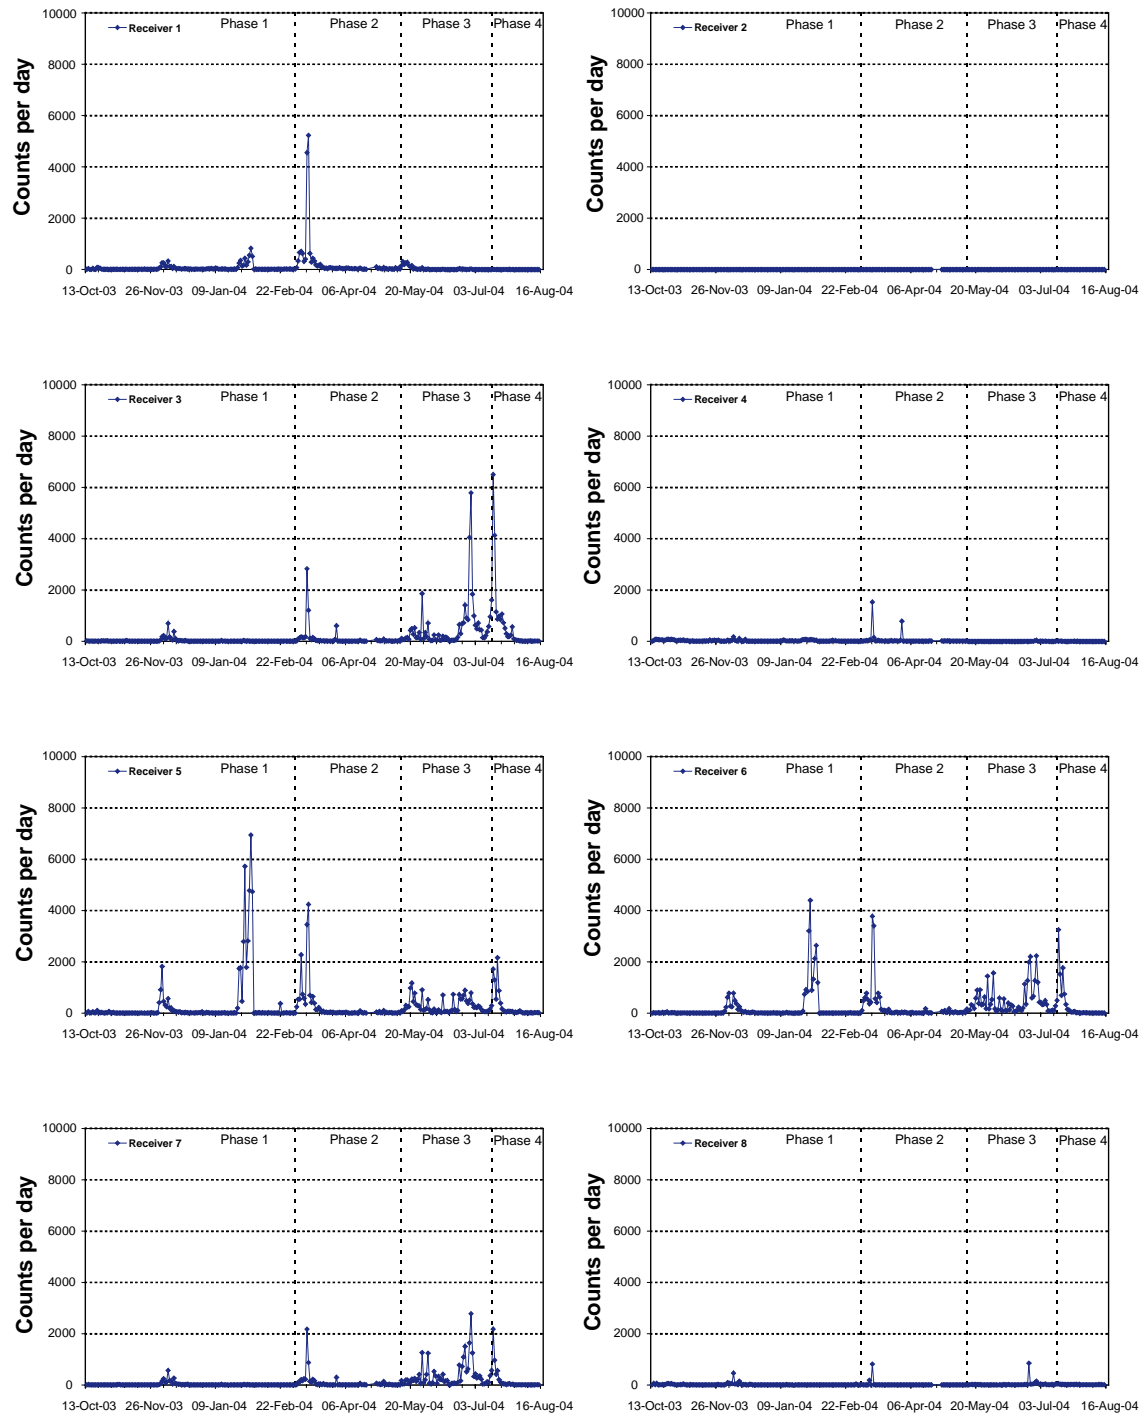 Counts per day
10000
8000
6000
4000
2000
0
Receiver 1
Phase 1 Phase 2 Phase 3 Phase 4
13-Oct-03 26-Nov-03 09-Jan-04 22-Feb-04 06-Apr-04 20-May-04 03-Jul-04 16-Aug-04
Counts per day
10000
8000
6000
4000
2000
0
Receiver 2
Phase 1 Phase 2 Phase 3 Phase 4
13-Oct-03 26-Nov-03 09-Jan-04 22-Feb-04 06-Apr-04 20-May-04 03-Jul-04 16-Aug-04
Counts per day
10000
8000
6000
4000
2000
0
Receiver 3
Phase 1 Phase 2 Phase 3 Phase 4
13-Oct-03 26-Nov-03 09-Jan-04 22-Feb-04 06-Apr-04 20-May-04 03-Jul-04 16-Aug-04
Counts per day
10000
8000
6000
4000
2000
0
Receiver 4
Phase 1 Phase 2 Phase 3 Phase 4
13-Oct-03 26-Nov-03 09-Jan-04 22-Feb-04 06-Apr-04 20-May-04 03-Jul-04 16-Aug-04
Counts per day
10000
8000
6000
4000
2000
0
Receiver 5
Phase 1 Phase 2 Phase 3 Phase 4
13-Oct-03 26-Nov-03 09-Jan-04 22-Feb-04 06-Apr-04 20-May-04 03-Jul-04 16-Aug-04
Counts per day
10000
8000
6000
4000
2000
0
Receiver 6
Phase 1 Phase 2 Phase 3 Phase 4
13-Oct-03 26-Nov-03 09-Jan-04 22-Feb-04 06-Apr-04 20-May-04 03-Jul-04 16-Aug-04
Counts per day
10000
8000
6000
4000
2000
0
Receiver 7
Phase 1 Phase 2 Phase 3 Phase 4
13-Oct-03 26-Nov-03 09-Jan-04 22-Feb-04 06-Apr-04 20-May-04 03-Jul-04 16-Aug-04
Counts per day
10000
8000
6000
4000
2000
0
Receiver 8
Phase 1 Phase 2 Phase 3 Phase 4
13-Oct-03 26-Nov-03 09-Jan-04 22-Feb-04 06-Apr-04 20-May-04 03-Jul-04 16-Aug-04